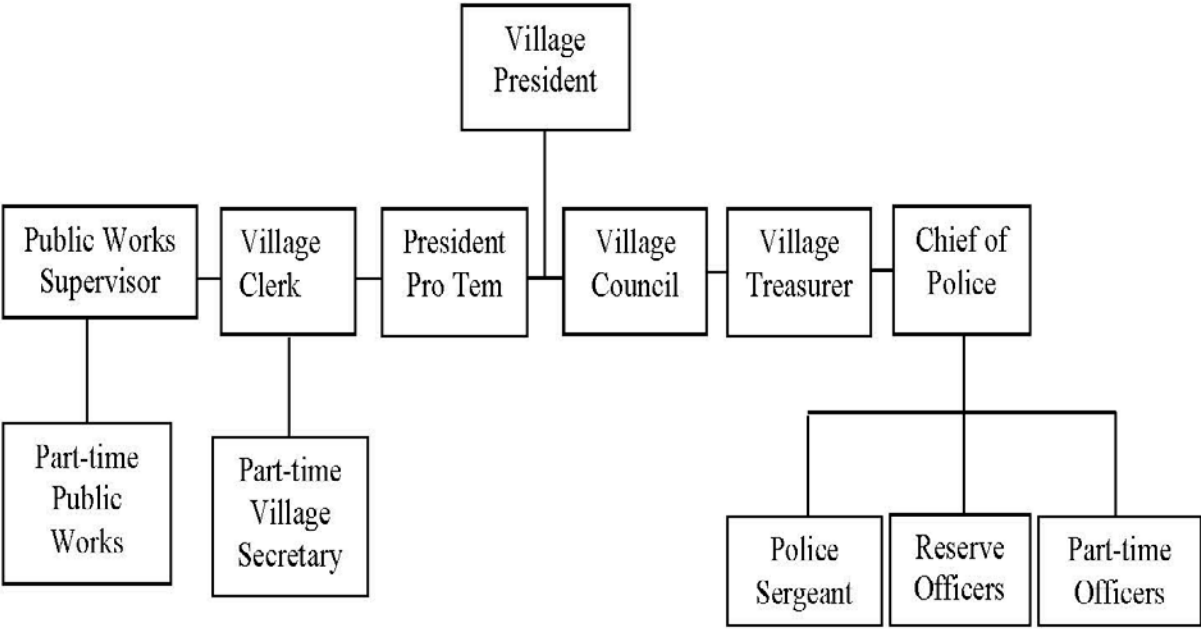 Village
President
Public Works
Supervisor
Village
Clerk
President
Pro Tem
Village
Council
Village
Treasurer
Chief of
Police
Part-time
Public
Works
Part-time
Village
Secretary
Police
Sergeant
Reserve
Officers
Part-time
Officers